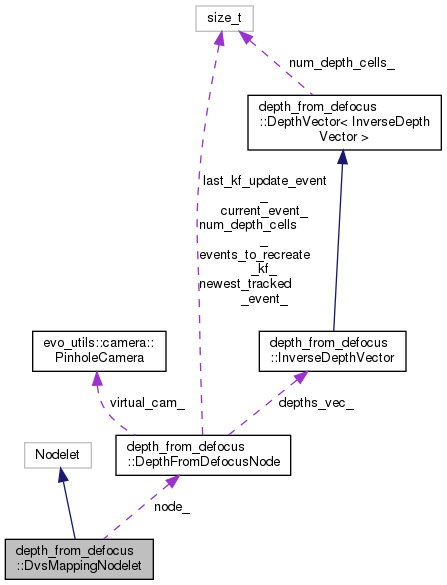 size_t
num_depth_cells_
depth_from_defocus
::DepthVector< InverseDepth
Vector >
last_kf_update_event
_
current_event_
num_depth_cells
_
events_to_recreate
_kf_
newest_tracked
_event_
evo_utils::camera::
PinholeCamera
depth_from_defocus
::InverseDepthVector
virtual_cam_
depths_vec_
Nodelet
depth_from_defocus
::DepthFromDefocusNode
node_
depth_from_defocus
::DvsMappingNodelet